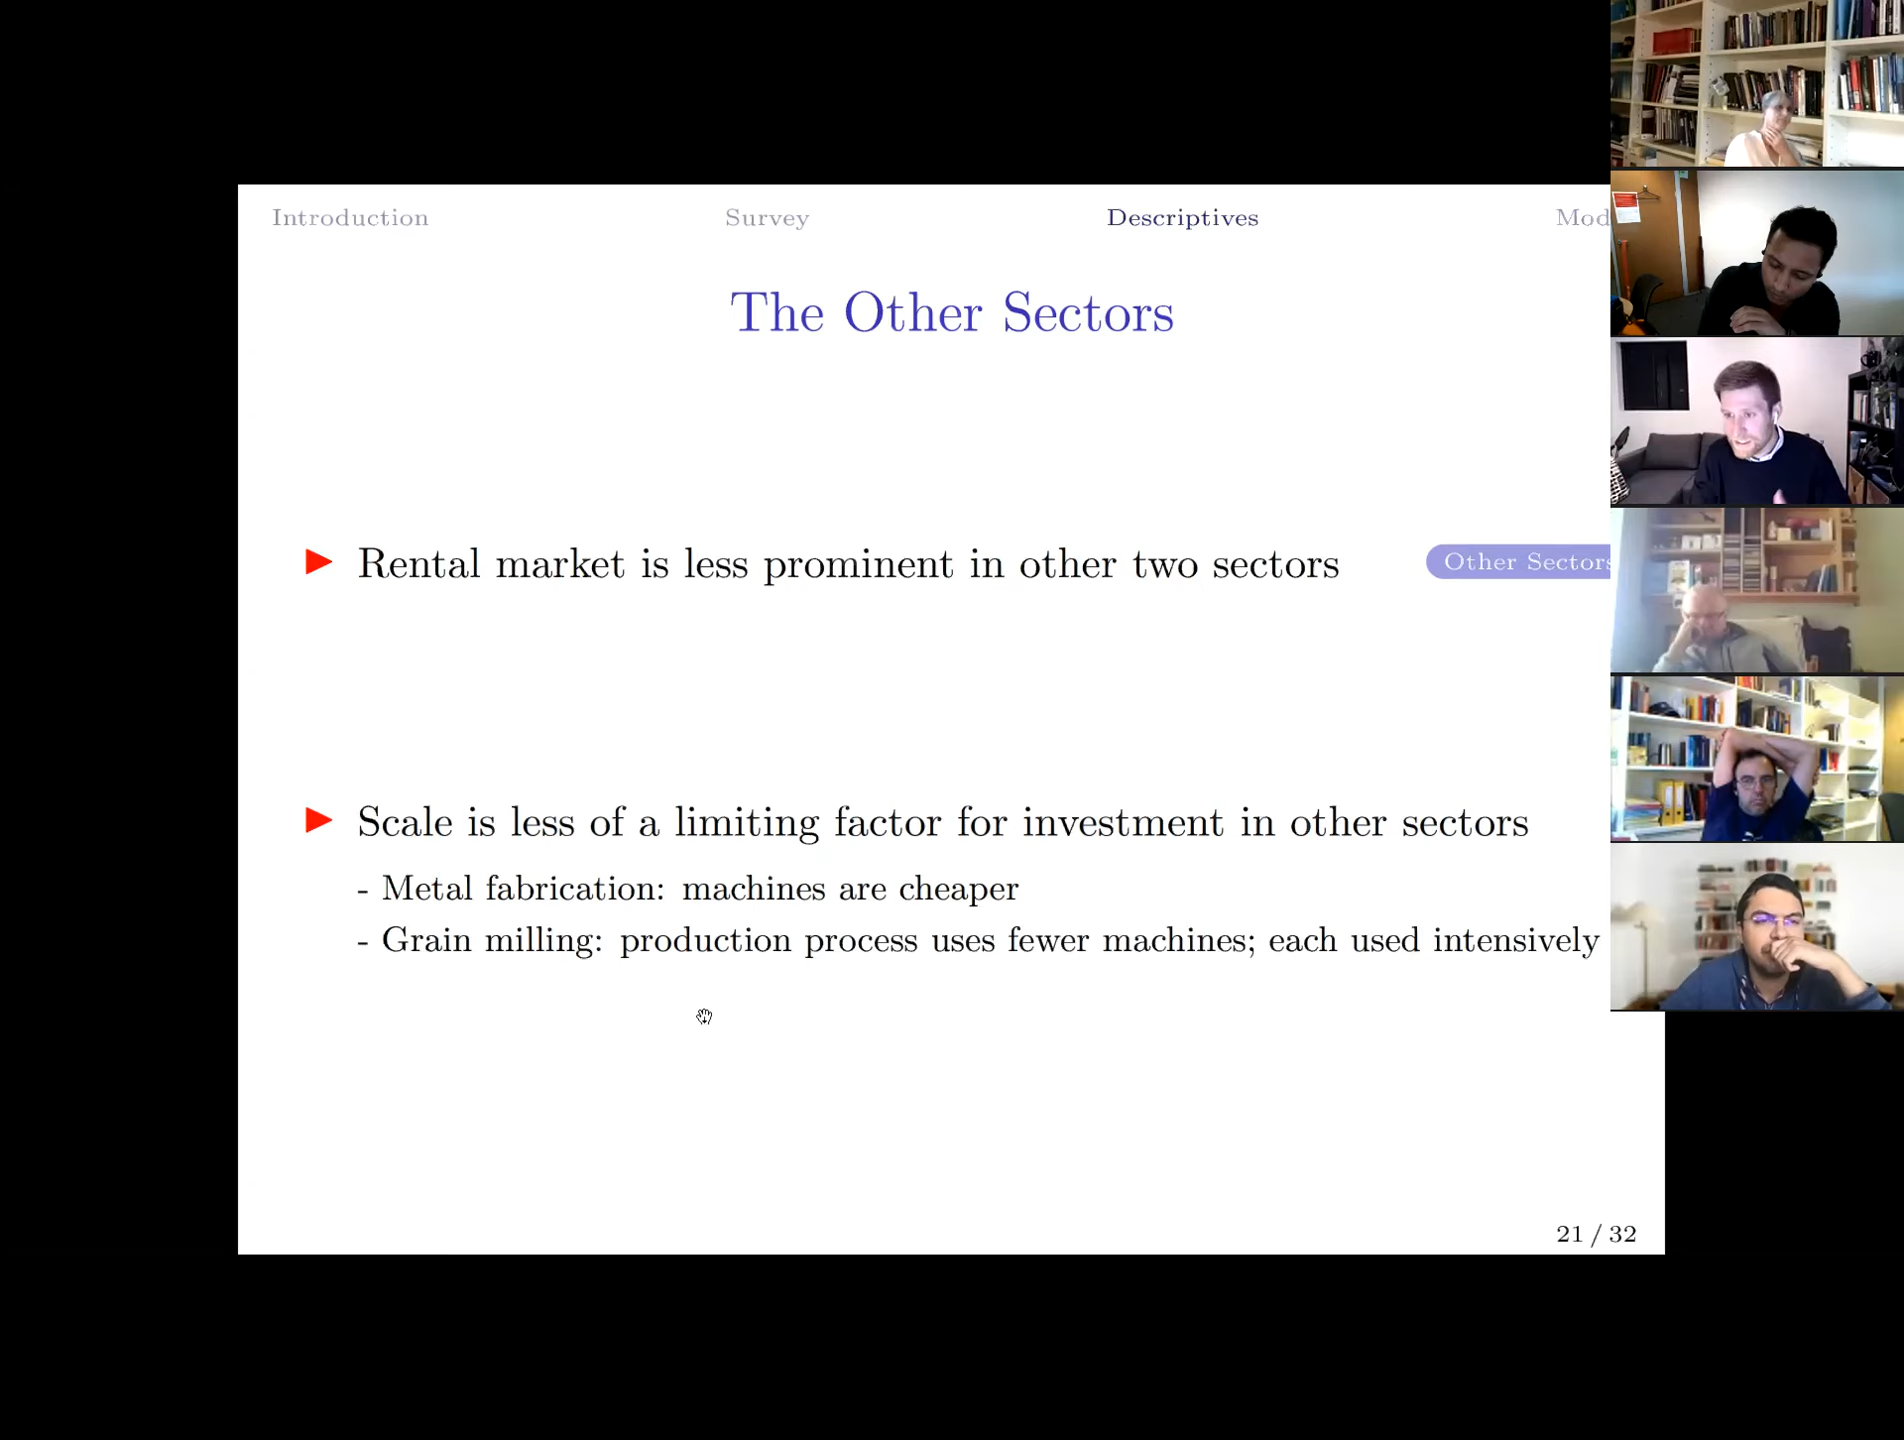 Introduction Survey Descriptives Mod
The Other Sectors
Rental market is less prominent in other two sectors Other Sectors
Scale is less of a limiting factor for investment in other sectors
- Metal fabrication: machines are cheaper
- Grain milling: production process uses fewer machines; each used intensively
21 / 32